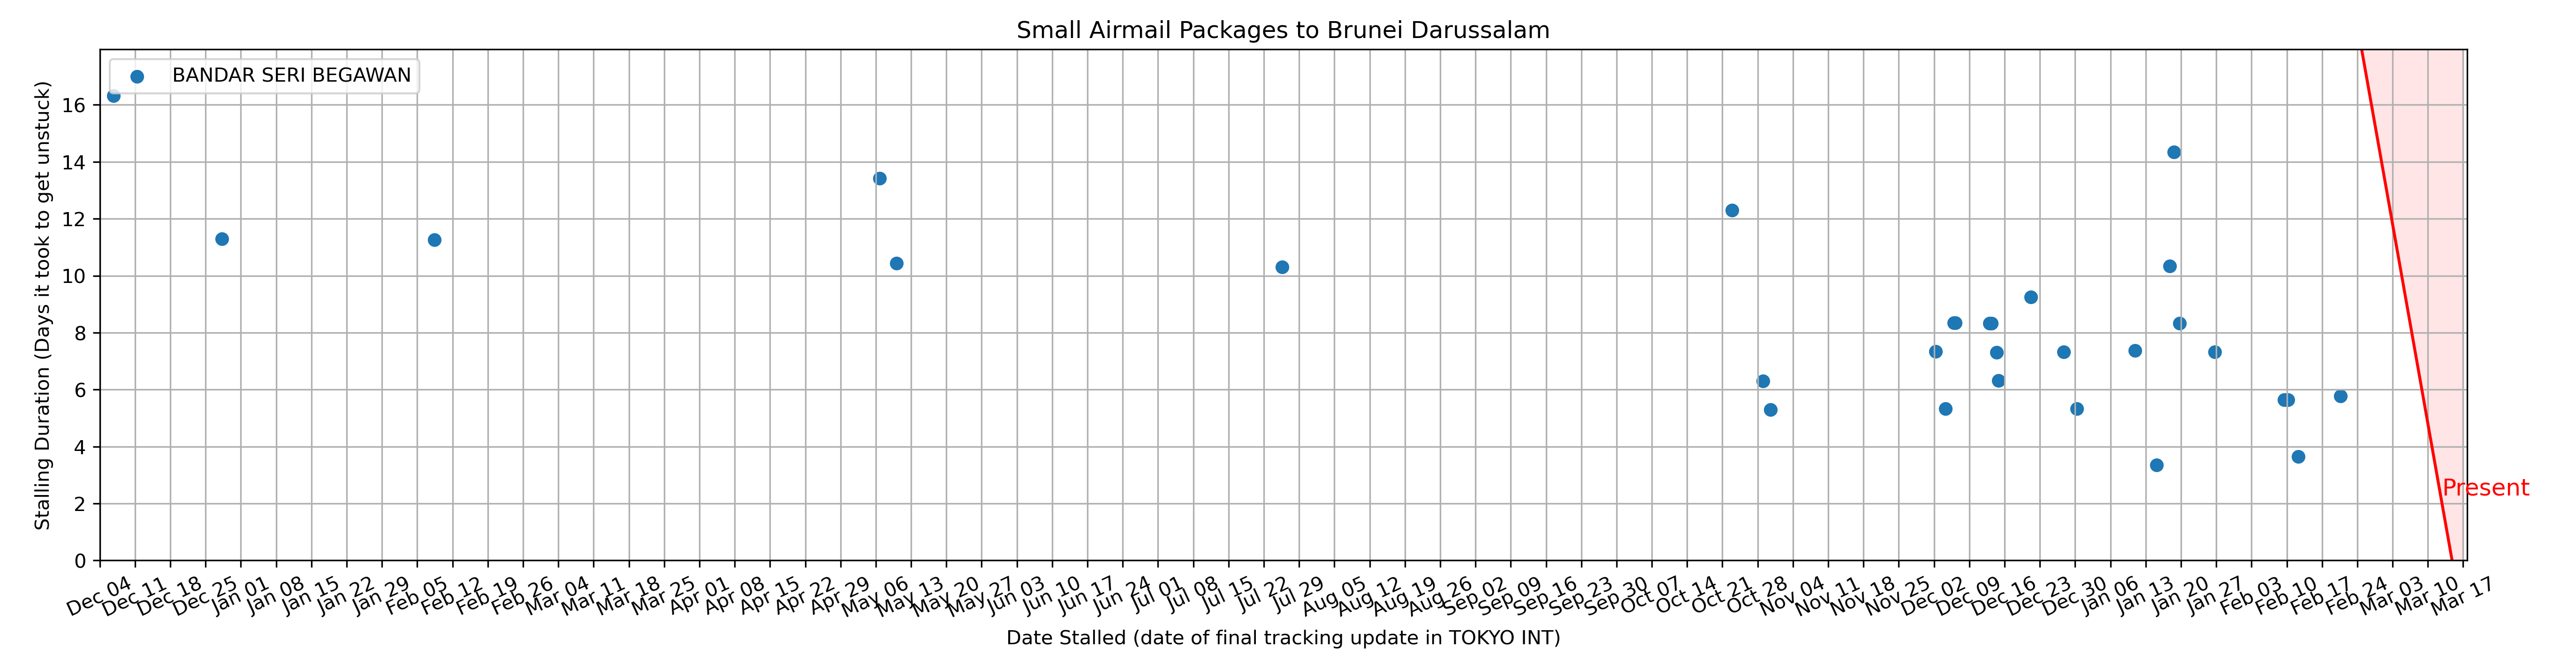 Small Airmail Packages to Brunei Darussalam
BANDAR SERI BEGAWAN
Stalling Duration (Days it took to get unstuck)
16
14
12
10
8
6
4
2
0
Present
Dec 04 Dec 11 Dec 18 Dec 25 Jan 01 Jan 08 Jan 15 Jan 22 Jan 29 Feb 05 Feb 12 Feb 19 Feb 26 Mar 04 Mar 11 Mar 18 Mar 25 Apr 01 Apr 08 Apr 15 Apr 22 Apr 29 May 06 May 13 May 20 May 27 Jun 03 Jun 10 Jun 17 Jun 24 Jul 01 Jul 08 Jul 15 Jul 22 Jul 29 Aug 05 Aug 12 Aug 19 Aug 26 Sep 02 Sep 09 Sep 16 Sep 23 Sep 30 Oct 07 Oct 14 Oct 21 Oct 28 Nov 04 Nov 11 Nov 18 Nov 25 Dec 02 Dec 09 Dec 16 Dec 23 Dec 30 Jan 06 Jan 13 Jan 20 Jan 27 Feb 03 Feb 10 Feb 17 Feb 24 Mar 03 Mar 10 Mar 17
Date Stalled (date of final tracking update in TOKYO INT)